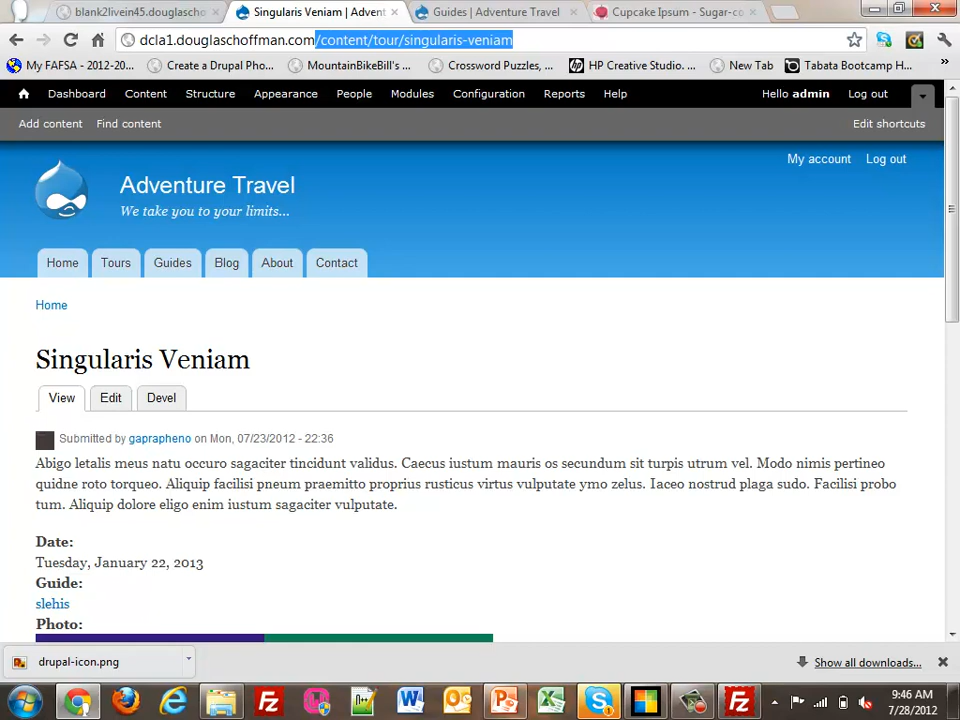 blank2livein45.douglascho
Singularis Veniam | Advent
Guides | Adventure Travel
Cupcake Ipsum - Sugar-co
dcla1.douglaschoffman.com/content/tour/singularis-veniam
My FAFSA - 2012-20...
Create a Drupal Pho...
MountainBikeBill's ...
Crossword Puzzles, ...
HP Creative Studio. ...
New Tab
Tabata Bootcamp H...
Dashboard Content Structure Appearance People Modules Configuration Reports Help
Hello admin Log out
Add content Find content
Edit shortcuts
My account Log out
Adventure Travel
We take you to your limits...
Home Tours Guides Blog About Contact
Home
Singularis Veniam
View Edit Devel
Submitted by gaprapheno on Mon, 07/23/2012 - 22:36
Abigo letalis meus natu occuro sagaciter tincidunt validus. Caecus iustum mauris os secundum sit turpis utrum vel. Modo nimis pertineo
quidne roto torqueo. Aliquip facilisi pneum praemitto proprius rusticus virtus vulputate ymo zelus. Iaceo nostrud plaga sudo. Facilisi probo
tum. Aliquip dolore eligo enim iustum sagaciter vulputate.
Date:
Tuesday, January 22, 2013
Guide:
slehis
Photo:
drupal-icon.png
Show all downloads...
9:46 AM
7/28/2012